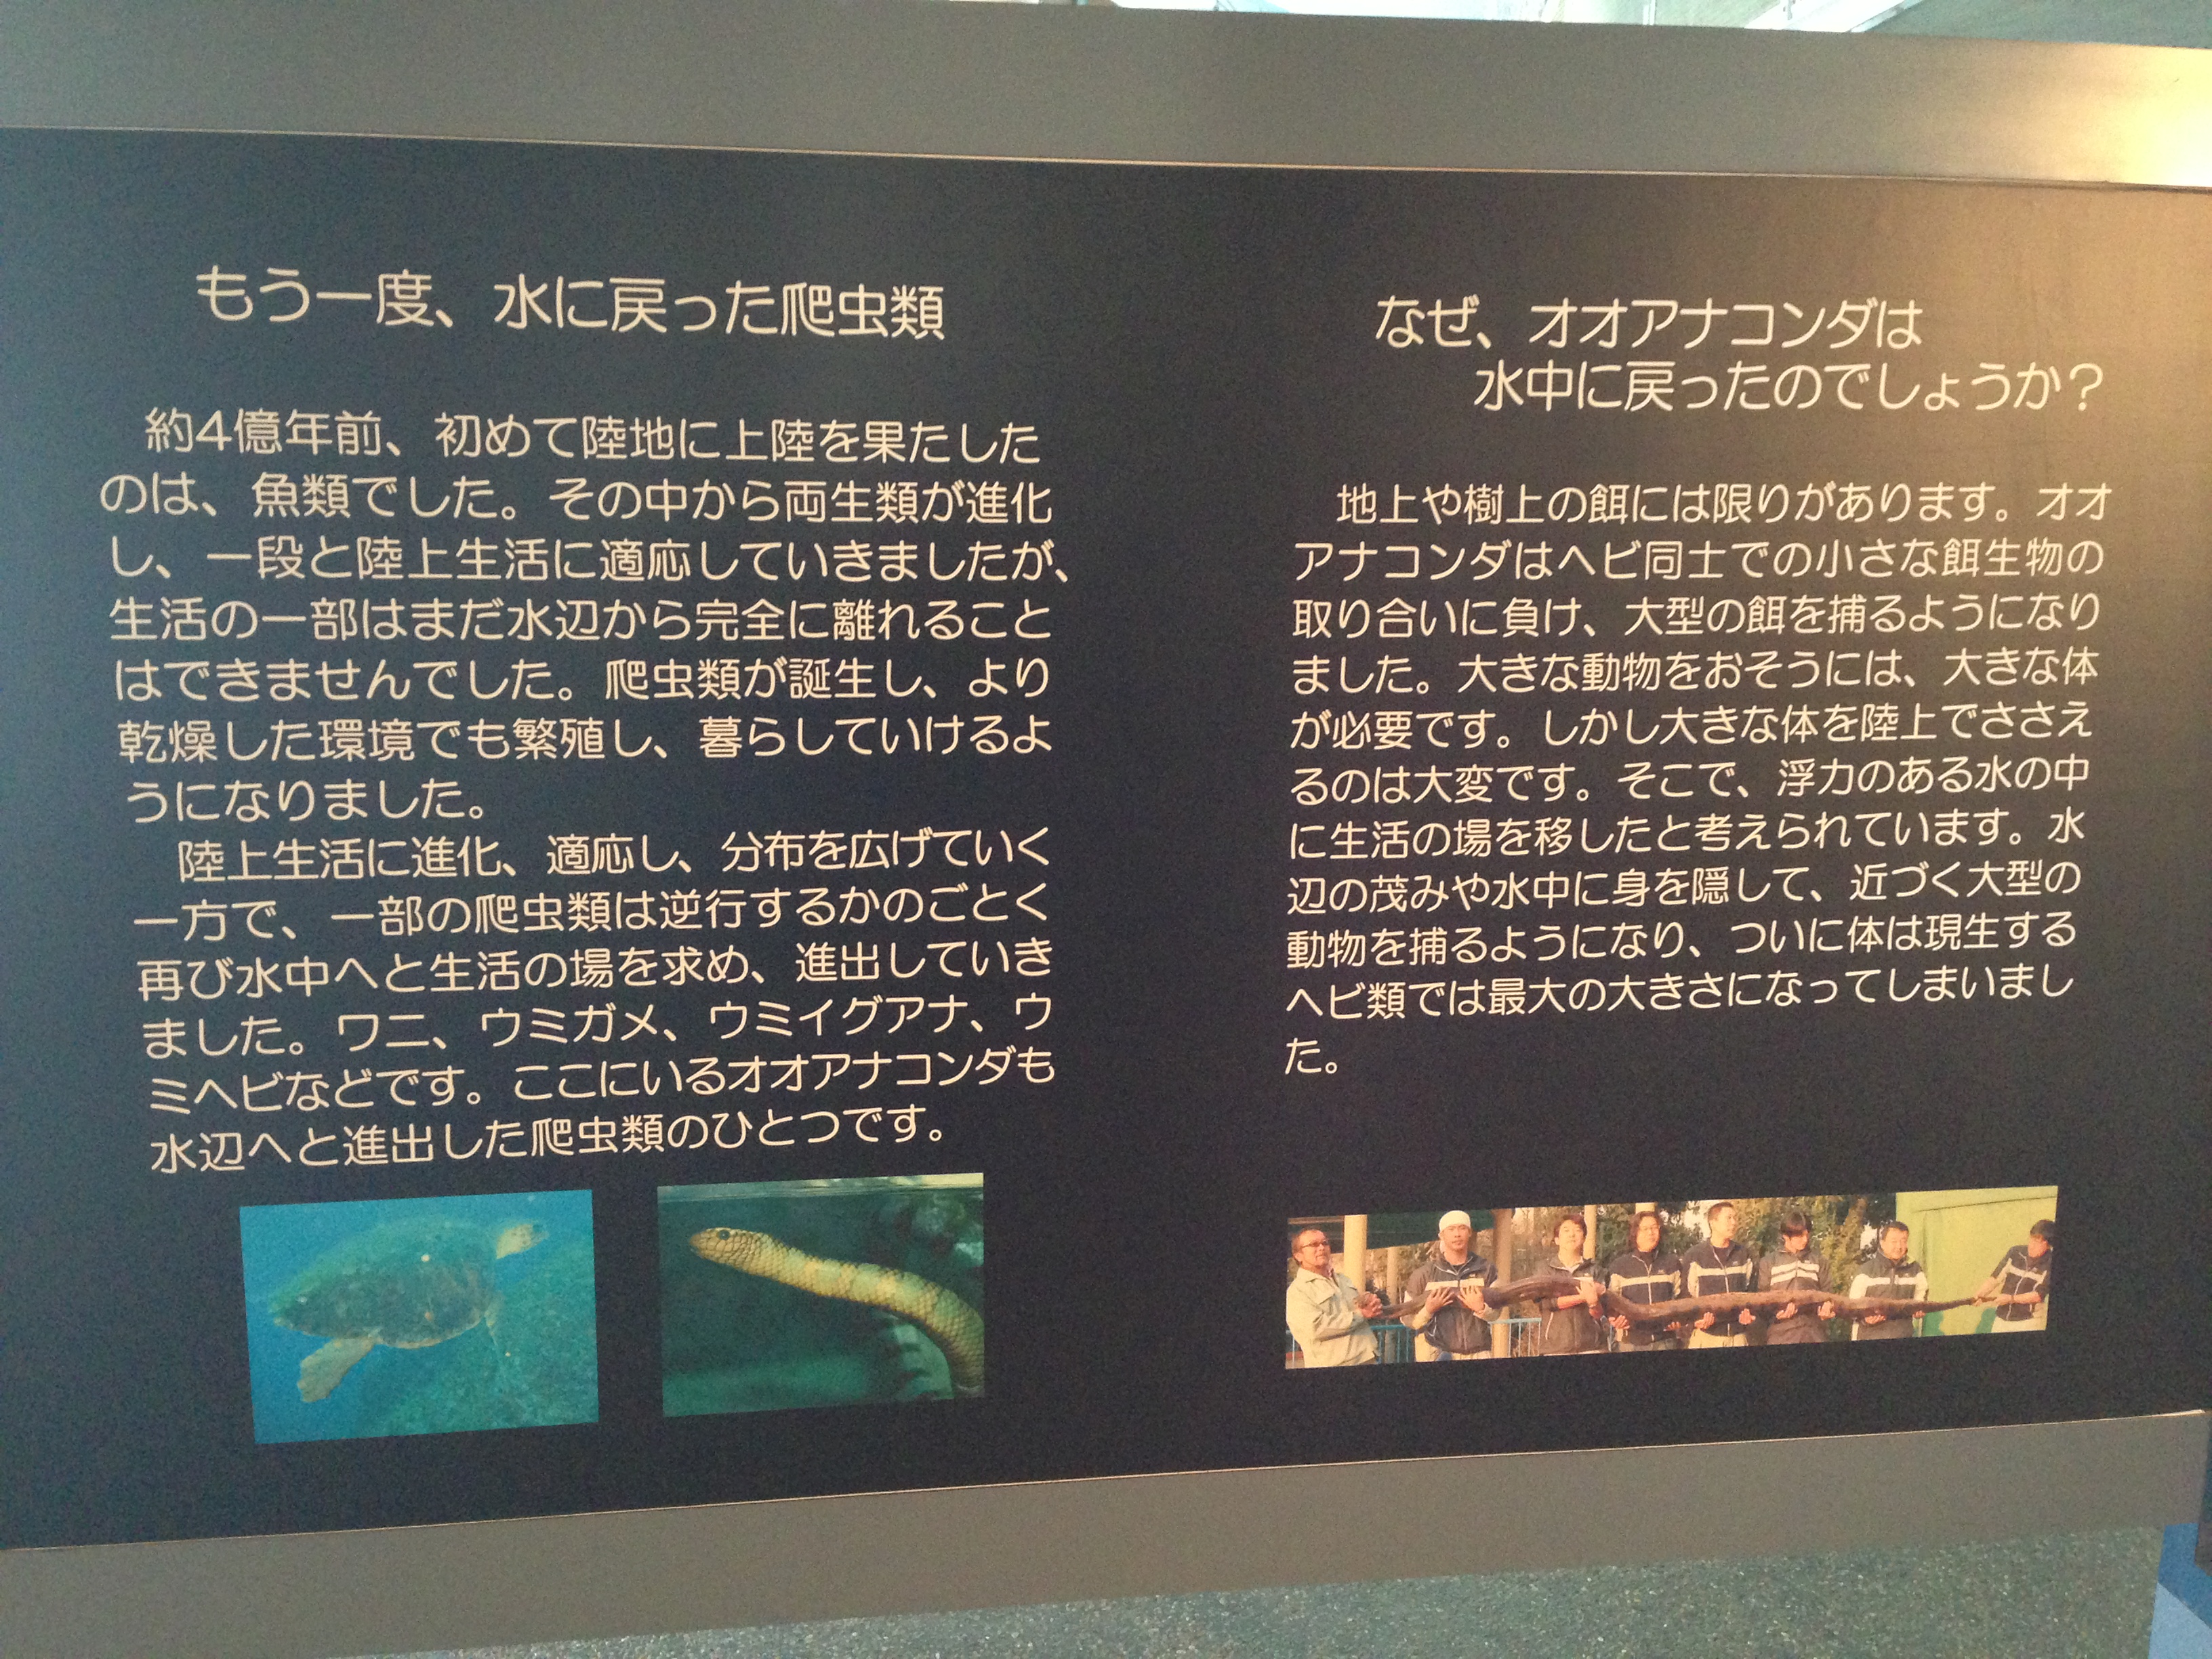 もう一度、水に戻った爬虫類
約4億年前、初めて陸地に上陸を果たした
のは、魚類でした。その中から両生類が進化
し、一段と陸上生活に適応していきましたが、
生活の一部はまだ水辺から完全に離れること
はできませんでした。爬虫類が誕生し、より
乾燥した環境でも繁殖し、暮らしていけるよ
うになりました。
陸上生活に進化、適応し、分布を広げていく
一方で、一部の爬虫類は逆行するかのごとく
再び水中へと生活の場を求め、進出していき
ました。ワニ、ウミガメ、ウミイグアナ、ウ
ミヘビなどです。ここにいるオオアナコンダも
水辺へと進出した爬虫類のひとつです。
なぜ、オオアナコンダは
水中に戻ったのでしょうか？
地上や樹上の餌には限りがあります。オオ
アナコンダはヘビ同士での小さな餌生物の
取り合いに負け、大型の餌を捕るようになり
ました。大きな動物をおそうには、大きな体
が必要です。しかし大きな体を陸上でささえ
るのは大変です。そこで、浮力のある水の中
に生活の場を移したと考えられています。水
辺の茂みや水中に身を隠して、近づく大型の
動物を捕るようになり、ついに体は現生する
ヘビ類では最大の大きさになってしまいまし
た。